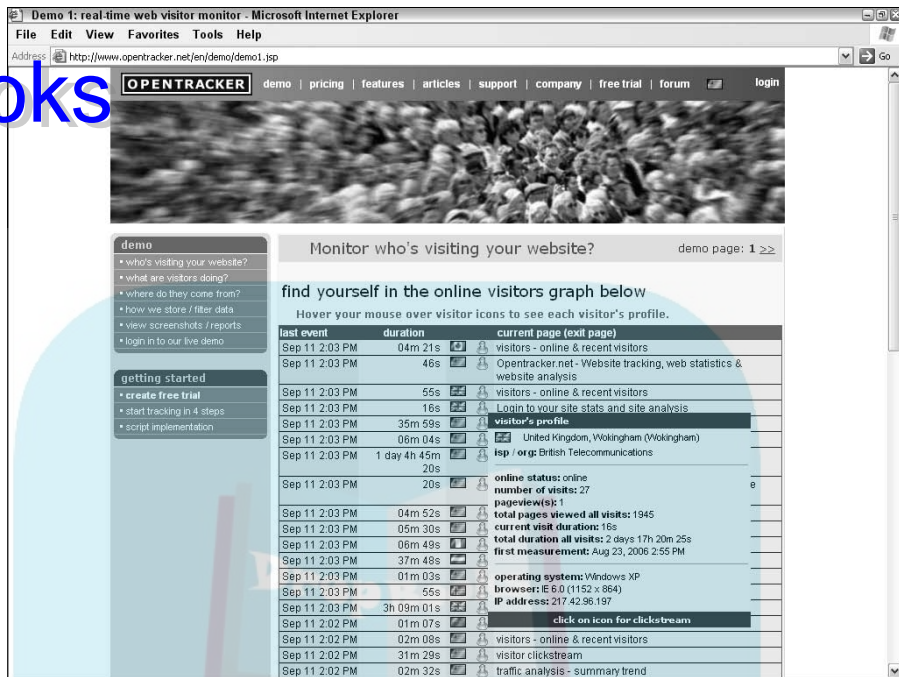 Demo 1: real-time web visitor monitor - Microsoft Internet Explorer
File Edit View Favorites Tools Help
Address http://www.opentracker.net/en/demo/demo1.jsp Go
oks
OPENTRACKER demo | pricing | features | articles | support | company | free trial | forum login
demo
• who's visiting your website?
• what are visitors doing?
• where do they come from?
• how we store / filter data
• view screenshots / reports
• login in to our live demo
getting started
• create free trial
• start tracking in 4 steps
• script implementation
Monitor who's visiting your website? demo page: 1 >>
find yourself in the online visitors graph below
Hover your mouse over visitor icons to see each visitor's profile.
last event duration current page (exit page)
Sep 11 2:03 PM 04m 21s visitors - online & recent visitors
Sep 11 2:03 PM 46s Opentracker.net - Website tracking, web statistics &
website analysis
Sep 11 2:03 PM 55s visitors - online & recent visitors
Sep 11 2:03 PM 16s Login to your site stats and site analysis
Sep 11 2:03 PM 35m 59s
Sep 11 2:03 PM 06m 04s
Sep 11 2:03 PM 1 day 4h 45m
20s
Sep 11 2:03 PM 20s e
Sep 11 2:03 PM 04m 52s
Sep 11 2:03 PM 05m 30s
Sep 11 2:03 PM 06m 49s
Sep 11 2:03 PM 37m 48s
Sep 11 2:03 PM 01m 03s
Sep 11 2:03 PM 55s
Sep 11 2:03 PM 3h 09m 01s
Sep 11 2:02 PM 01m 07s
Sep 11 2:02 PM 02m 08s visitors - online & recent visitors
Sep 11 2:02 PM 31m 29s visitor clickstream
Sep 11 2:02 PM 02m 32s traffic analysis - summary trend
visitor's profile
United Kingdom, Wokingham (Wokingham)
isp / org: British Telecommunications
online status: online
number of visits: 27
pageview(s): 1
total pages viewed all visits: 1945
current visit duration: 16s
total duration all visits: 2 days 17h 20m 25s
first measurement: Aug 23, 2006 2:55 PM
operating system: Windows XP
browser: IE 6.0 (1152 x 864)
IP address: 217.42.96.197
click on icon for clickstream